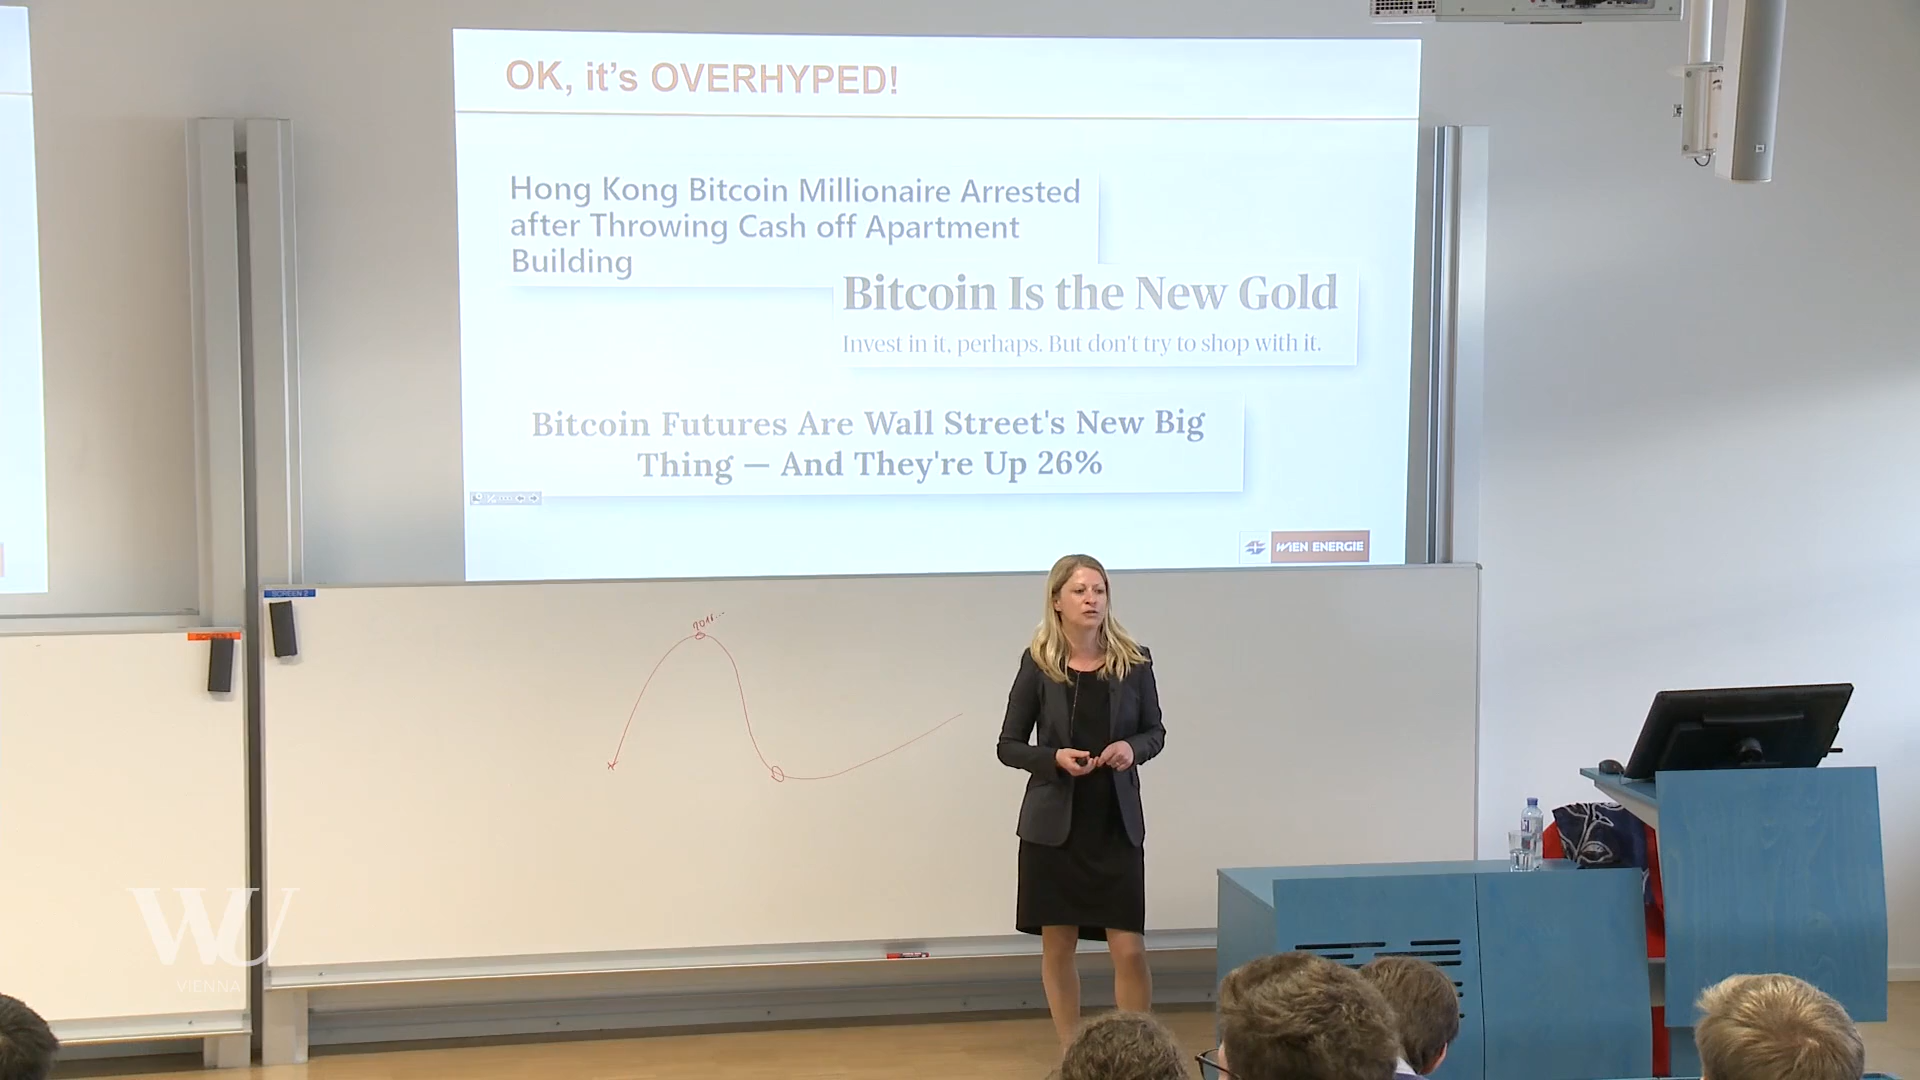 OK, it's OVERHYPED!
Hong Kong Bitcoin Millionaire Arrested
after Throwing Cash off Apartment
Building
Bitcoin Is the New Gold
Invest in it, perhaps. But don't try to shop with it.
Bitcoin Futures Are Wall Street's New Big
Thing — And They're Up 26%
WIEN ENERGIE
SCREEN 2
WU
VIENNA